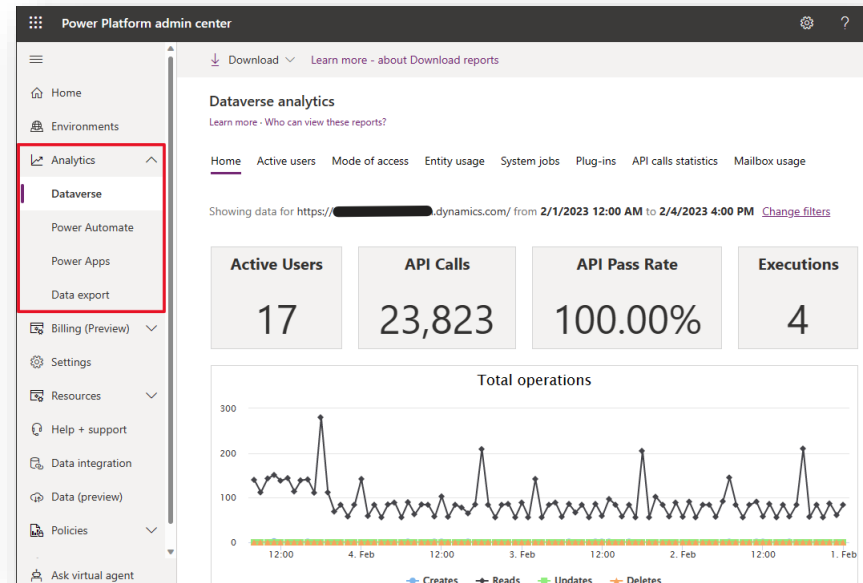 Power Platform admin center
?
Home
Environments
Analytics
Dataverse
Power Automate
Power Apps
Data export
Billing (Preview)
Settings
Resources
Help + support
Data integration
Data (preview)
Policies
Ask virtual agent
Download
Learn more - about Download reports
Dataverse analytics
Learn more - Who can view these reports?
Home Active users Mode of access Entity usage System jobs Plug-ins API calls statistics Mailbox usage
Showing data for https:// .dynamics.com/ from 2/1/2023 12:00 AM to 2/4/2023 4:00 PM Change filters
Active Users
17
API Calls
23,823
API Pass Rate
100.00%
Executions
4
Total operations
300
200
100
0
12:00 4. Feb 12:00 3. Feb 12:00 2. Feb 12:00 1. Feb
Creates Reads Updates Deletes